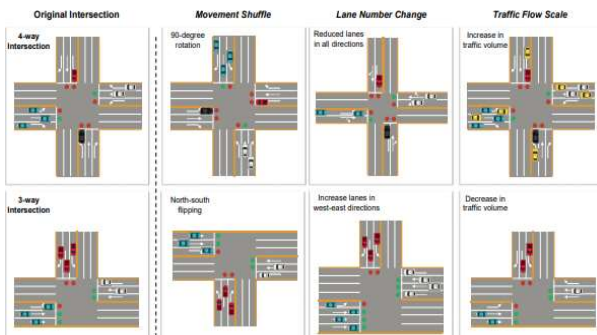 Original Intersection
Movement Shuffle
Lane Number Change
Traffic Flow Scale
4-way
Intersection
90-degree
rotation
Reduced lanes
in all directions
Increase in
traffic volume
3-way
Intersection
North-south
flipping
Increase lanes in
west-east directions
Decrease in
traffic volume